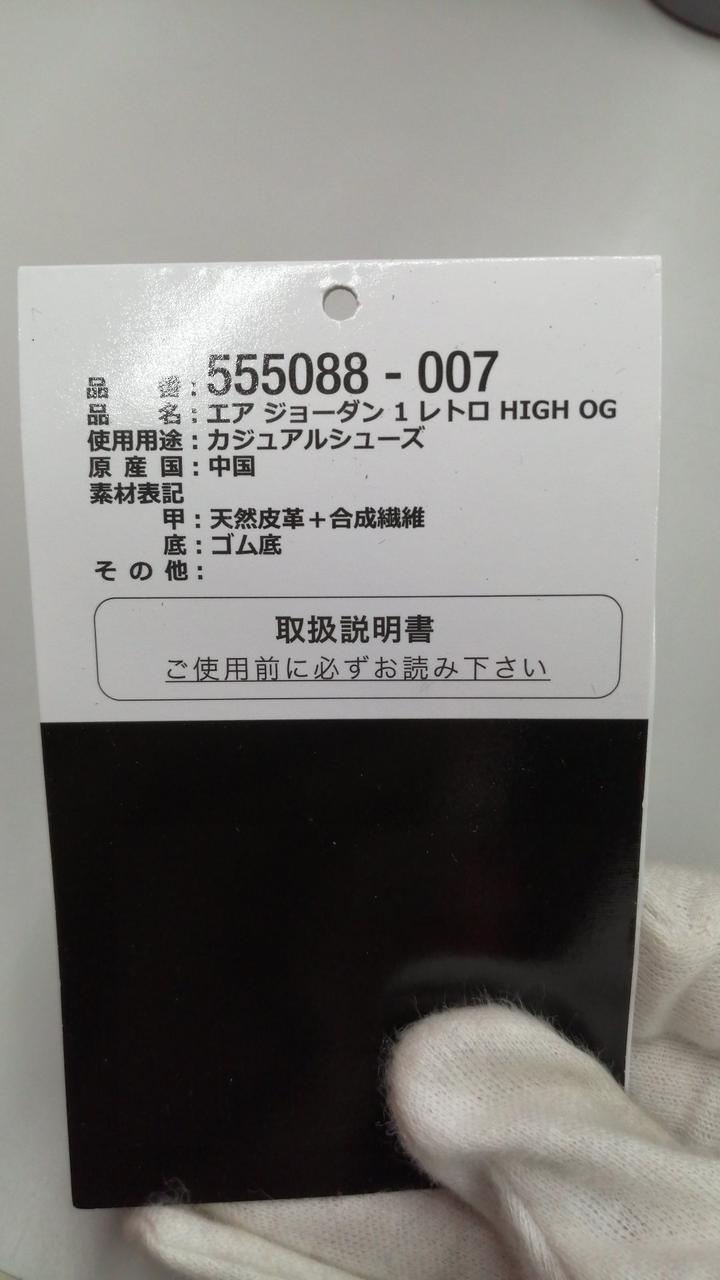 品 番：555088 - 007
品 名：エア ジョーダン 1 レトロ HIGH OG
使用用途：カジュアルシューズ
原 産 国：中国
素材表記
甲：天然皮革＋合成繊維
底：ゴム底
そ の 他：
取扱説明書
ご使用前に必ずお読み下さい